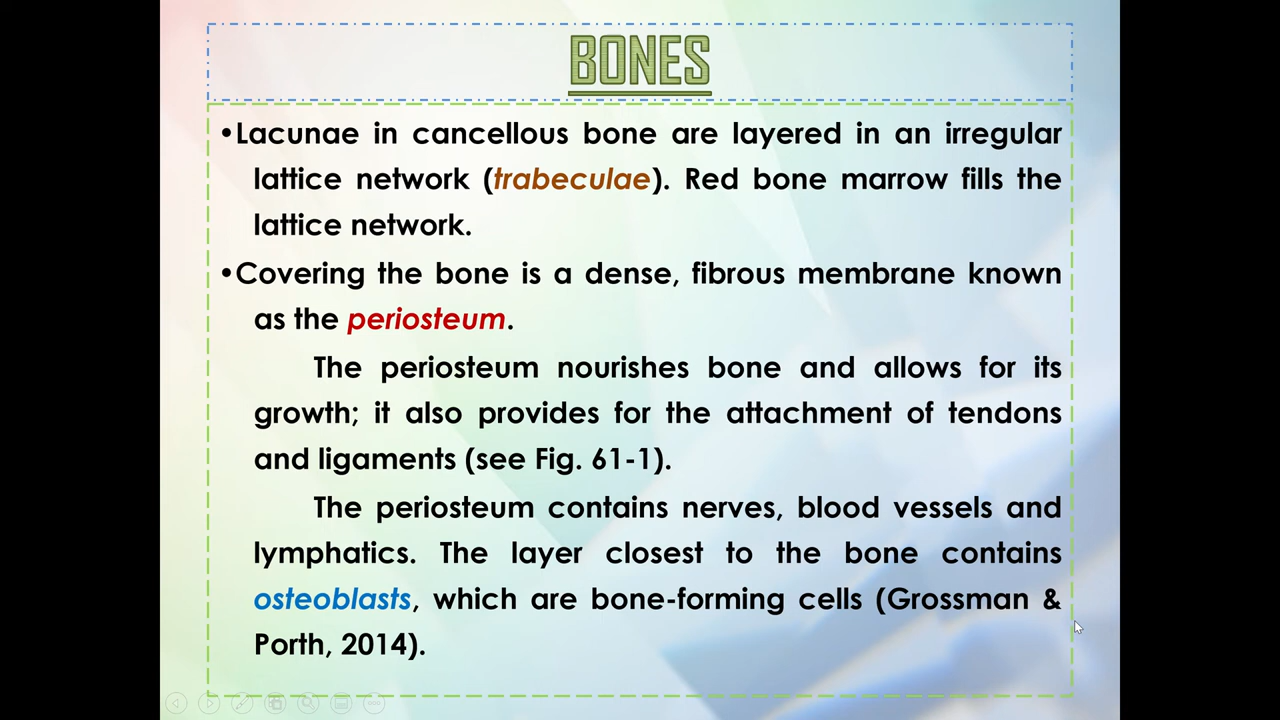 BONES
•Lacunae in cancellous bone are layered in an irregular
lattice network (trabeculae). Red bone marrow fills the
lattice network.
•Covering the bone is a dense, fibrous membrane known
as the periosteum.
The periosteum nourishes bone and allows for its
growth; it also provides for the attachment of tendons
and ligaments (see Fig. 61-1).
The periosteum contains nerves, blood vessels and
lymphatics. The layer closest to the bone contains
osteoblasts, which are bone-forming cells (Grossman &
Porth, 2014).